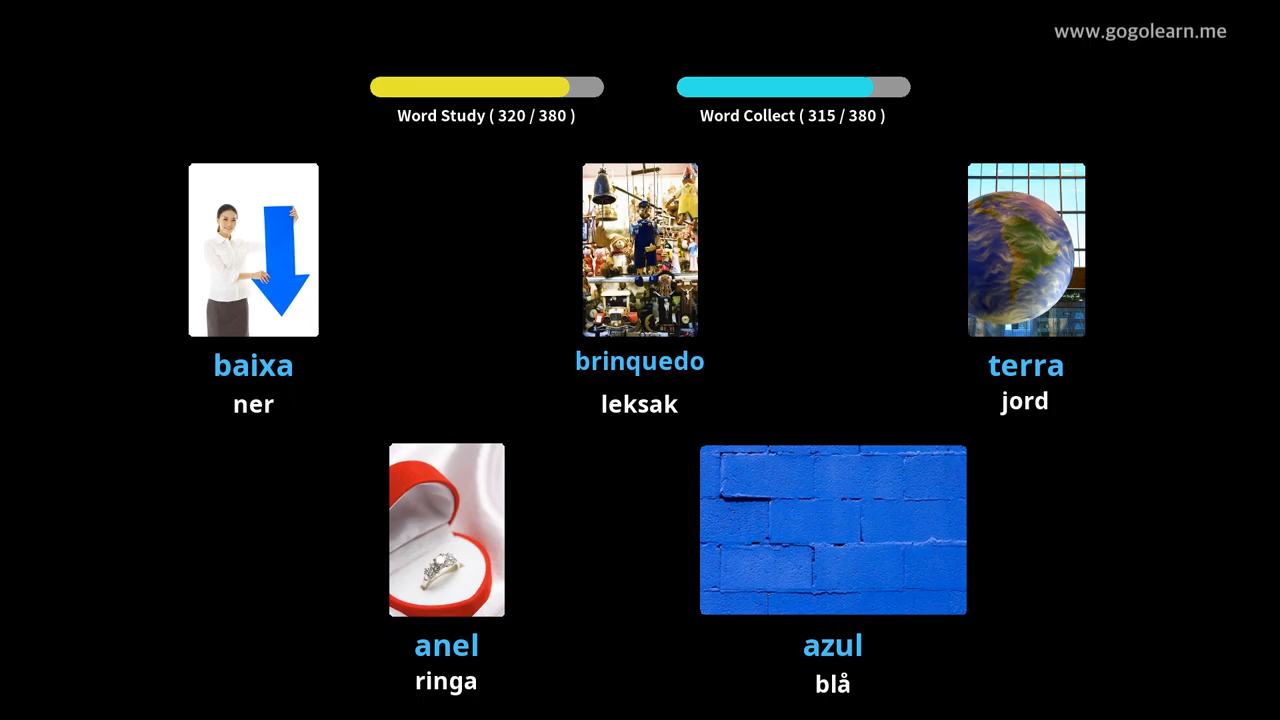 www.gogolearn.me
Word Study ( 320 / 380 )
Word Collect ( 315 / 380 )
baixa
ner
brinquedo
leksak
terra
jord
anel
ringa
azul
blå